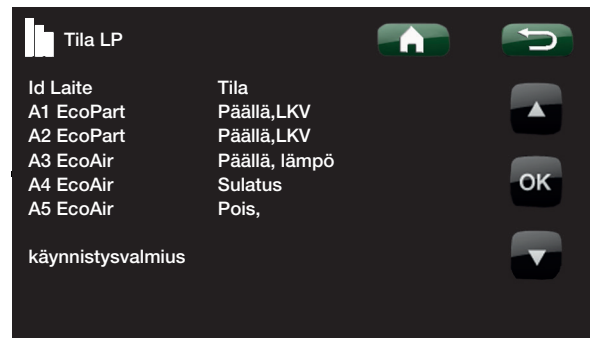 Tila LP
Id Laite Tila
A1 EcoPart Päällä,LKV
A2 EcoPart Päällä,LKV
A3 EcoAir Päällä, lämpö
A4 EcoAir Sulatus
A5 EcoAir Pois,
käynnistysvalmius
OK